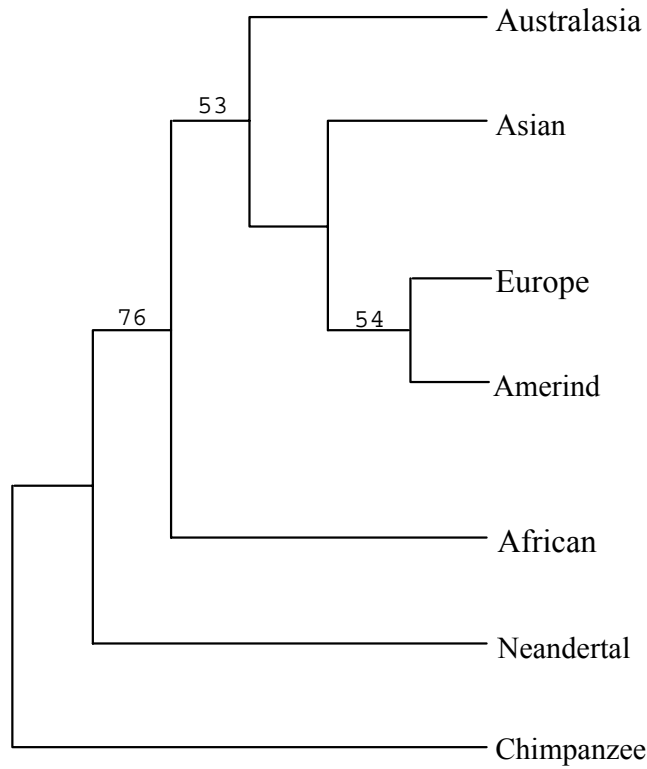 Australasia
53
Asian
Europe
76
54
Amerind
African
Neandertal
Chimpanzee